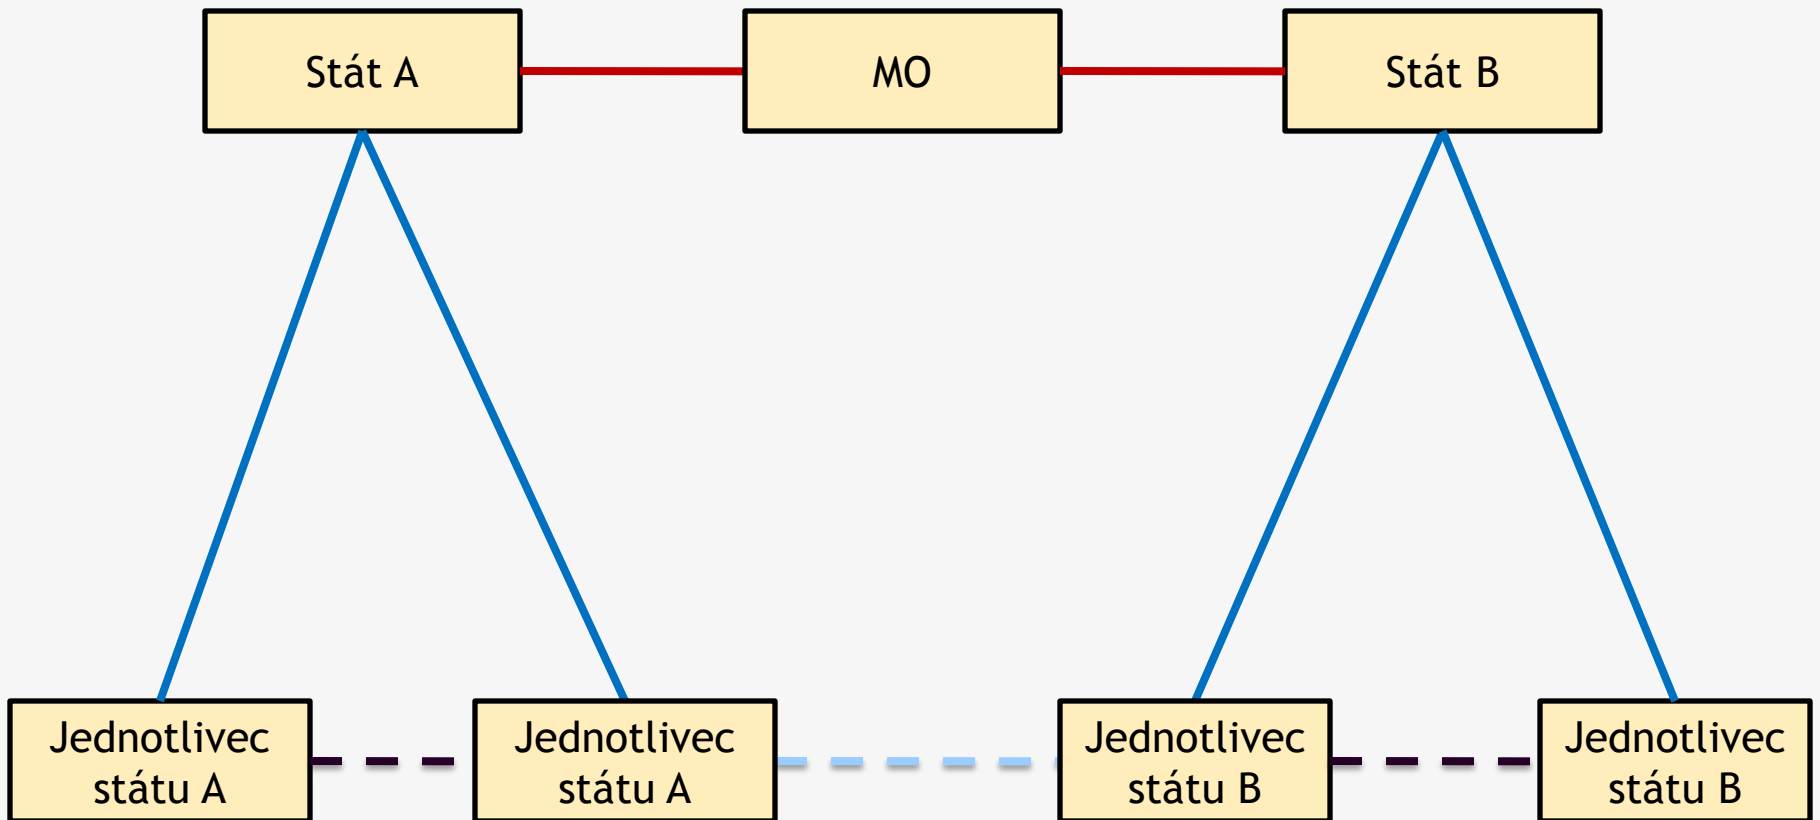 Stát A
MO
Stát B
Jednotlivec
státu A
Jednotlivec
státu A
Jednotlivec
státu B
Jednotlivec
státu B